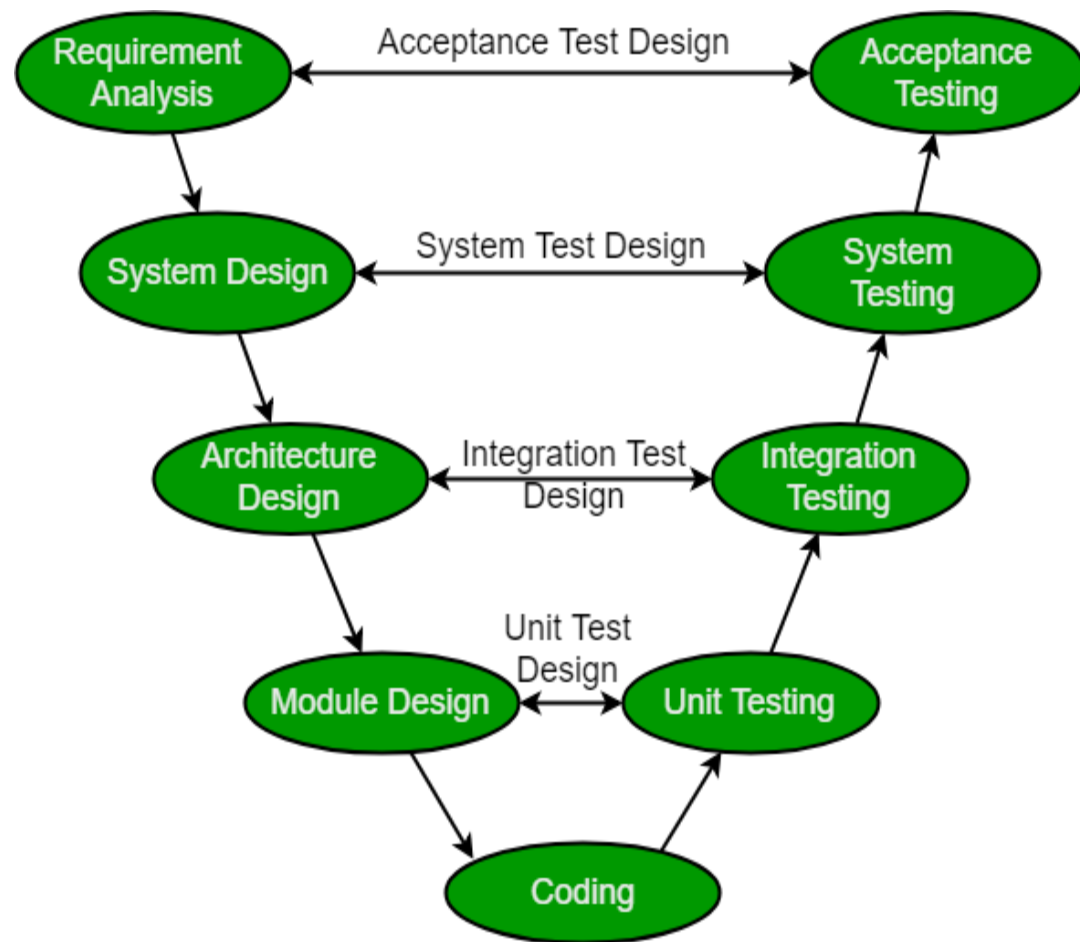 Requirement
Analysis
Acceptance Test Design
Acceptance
Testing
System Design
System Test Design
System
Testing
Architecture
Design
Integration Test
Design
Integration
Testing
Module Design
Unit Test
Design
Unit Testing
Coding